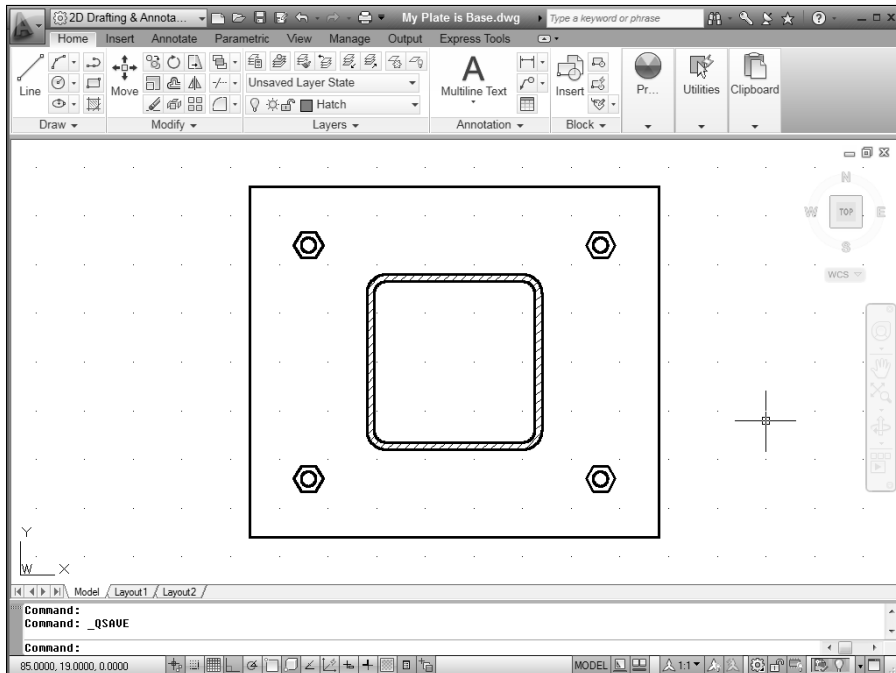 2D Drafting & Annota... My Plate is Base.dwg Type a keyword or phrase
Home Insert Annotate Parametric View Manage Output Express Tools
Line Move Unsaved Layer State Hatch Multiline Text Insert Pr... Utilities Clipboard
Draw Modify Layers Annotation Block
N
W TOP E
S
WCS
Y
W X
Model Layout1 Layout2
Command:
Command: _QSAVE
Command:
85.0000, 19.0000, 0.0000 MODEL 1:1